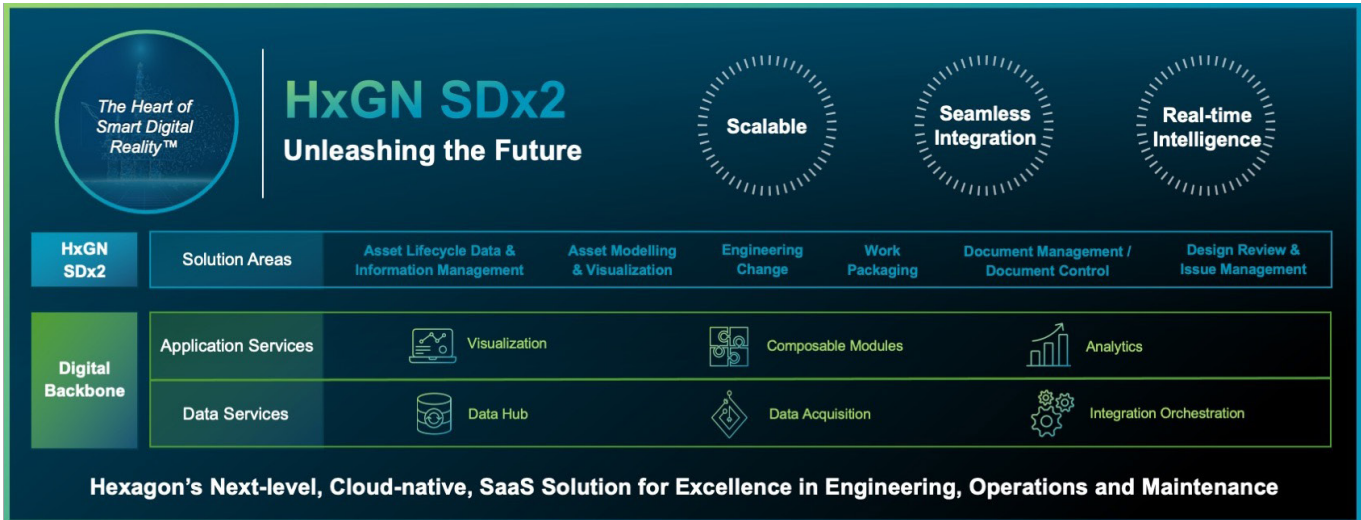 The Heart of
Smart Digital
Reality™
HxGN SDx2
Unleashing the Future
Scalable
Seamless
Integration
Real-time
Intelligence
HxGN
SDx2
Solution Areas
Asset Lifecycle Data &
Information Management
Asset Modelling
& Visualization
Engineering
Change
Work
Packaging
Document Management /
Document Control
Design Review &
Issue Management
Digital
Backbone
Application Services
Visualization
Composable Modules
Analytics
Data Services
Data Hub
Data Acquisition
Integration Orchestration
Hexagon’s Next-level, Cloud-native, SaaS Solution for Excellence in Engineering, Operations and Maintenance